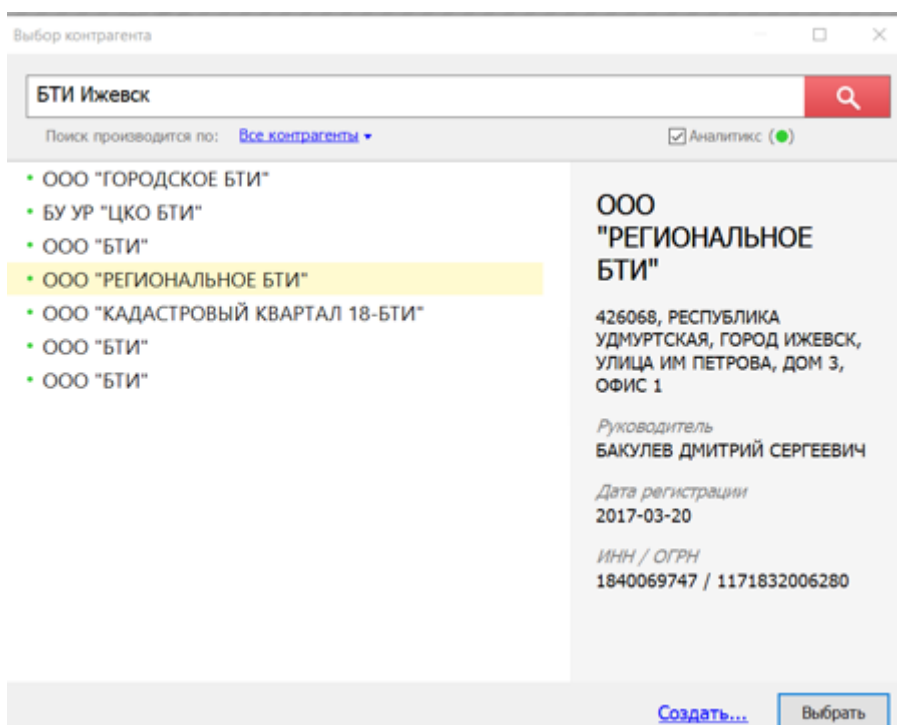 Выбор контрагента
БТИ Ижевск
Поиск производится по: Все контрагенты
Аналитикс ( )
ООО "ГОРОДСКОЕ БТИ"
БУ УР "ЦКО БТИ"
ООО "БТИ"
ООО "РЕГИОНАЛЬНОЕ БТИ"
ООО "КАДАСТРОВЫЙ КВАРТАЛ 18-БТИ"
ООО "БТИ"
ООО "БТИ"
ООО
"РЕГИОНАЛЬНОЕ
БТИ"
426068, РЕСПУБЛИКА
УДМУРТСКАЯ, ГОРОД ИЖЕВСК,
УЛИЦА ИМ ПЕТРОВА, ДОМ 3,
ОФИС 1
Руководитель
БАКУЛЕВ ДМИТРИЙ СЕРГЕЕВИЧ
Дата регистрации
2017-03-20
ИНН / ОГРН
1840069747 / 1171832006280
Создать...
Выбрать